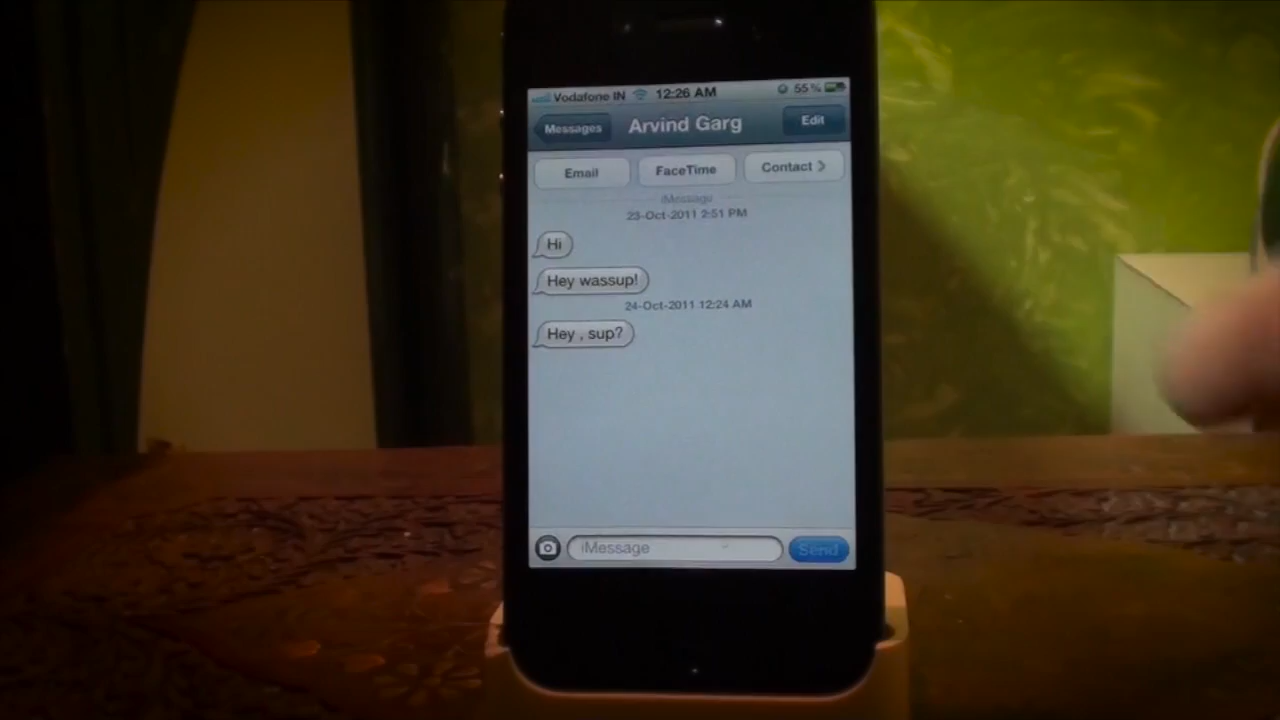 Vodafone IN 12:26 AM 55%
Messages Arvind Garg Edit
Email FaceTime Contact
iMessage
23-Oct-2011 2:51 PM
Hi
Hey wassup!
24-Oct-2011 12:24 AM
Hey , sup?
iMessage Send